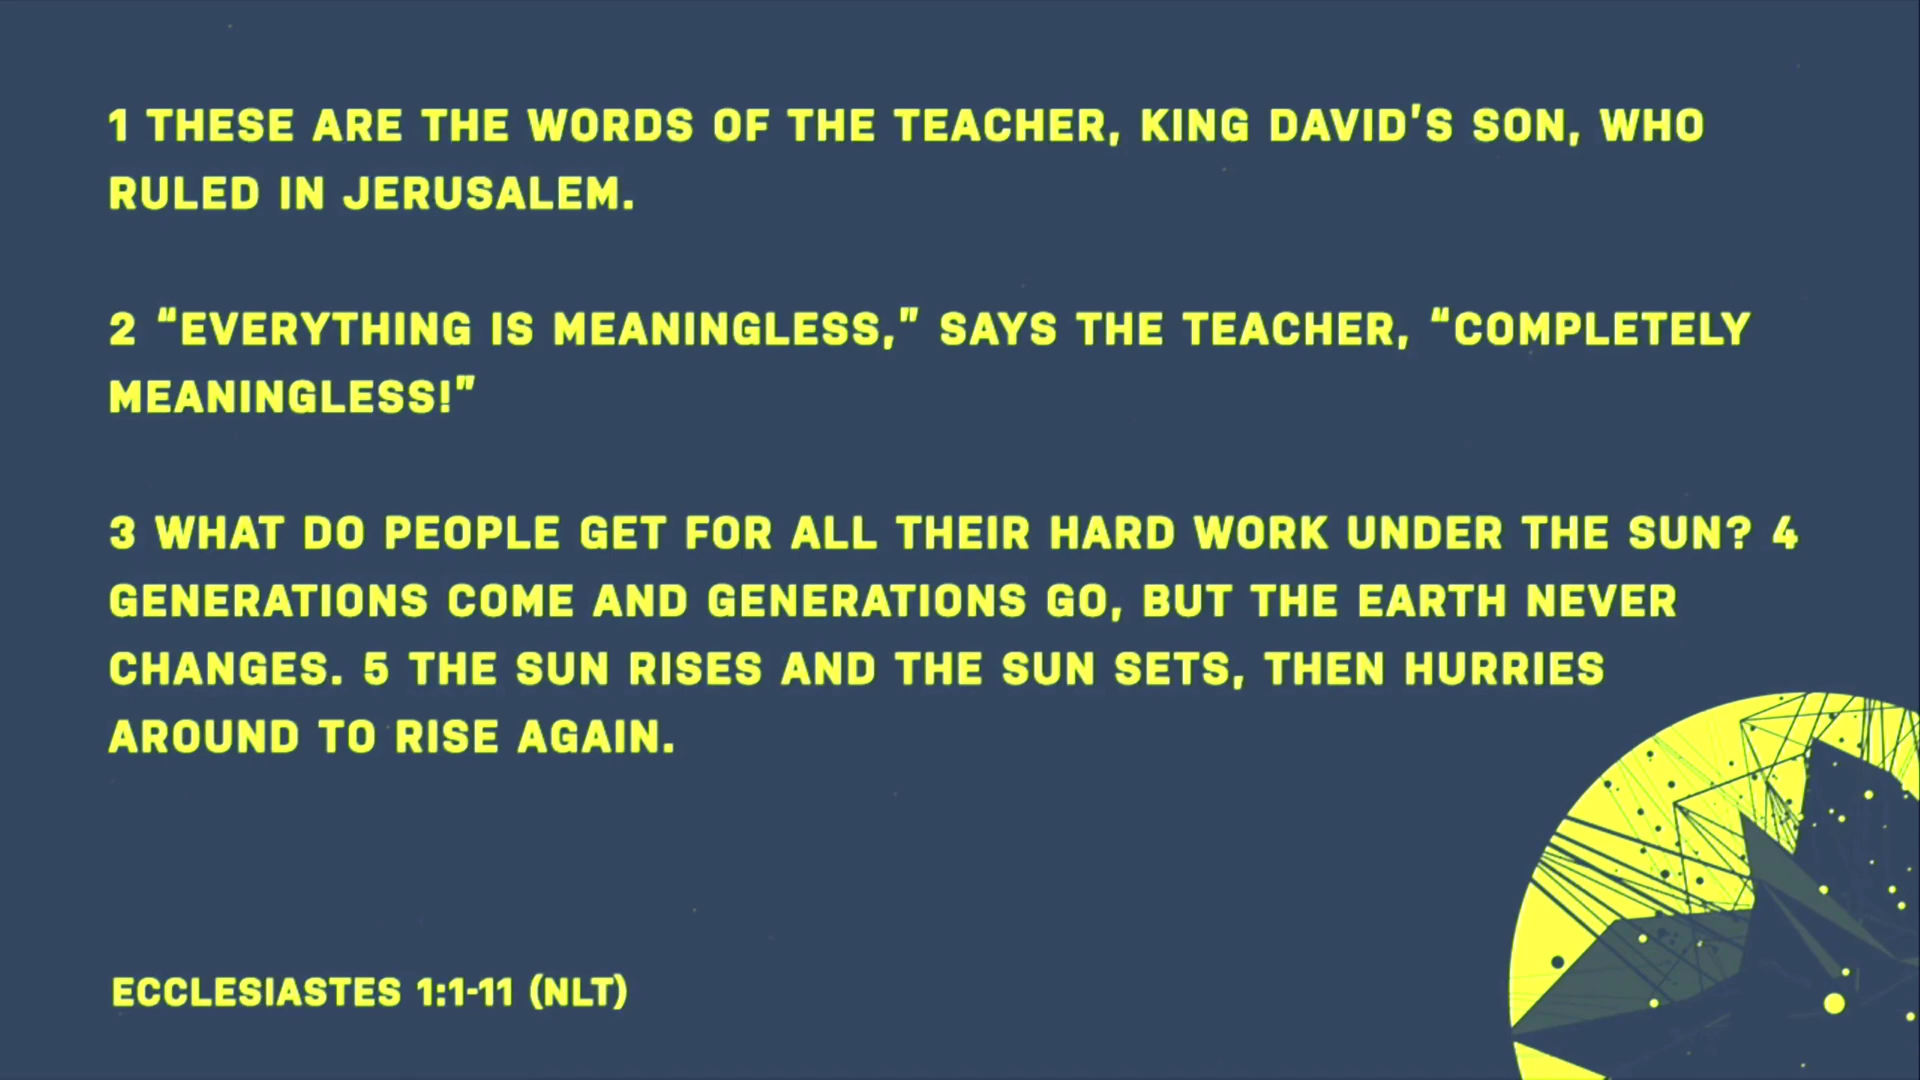 1 THESE ARE THE WORDS OF THE TEACHER, KING DAVID'S SON, WHO
RULED IN JERUSALEM.
2 “EVERYTHING IS MEANINGLESS,” SAYS THE TEACHER, “COMPLETELY
MEANINGLESS!”
3 WHAT DO PEOPLE GET FOR ALL THEIR HARD WORK UNDER THE SUN? 4
GENERATIONS COME AND GENERATIONS GO, BUT THE EARTH NEVER
CHANGES. 5 THE SUN RISES AND THE SUN SETS, THEN HURRIES
AROUND TO RISE AGAIN.
ECCLESIASTES 1:1-11 (NLT)